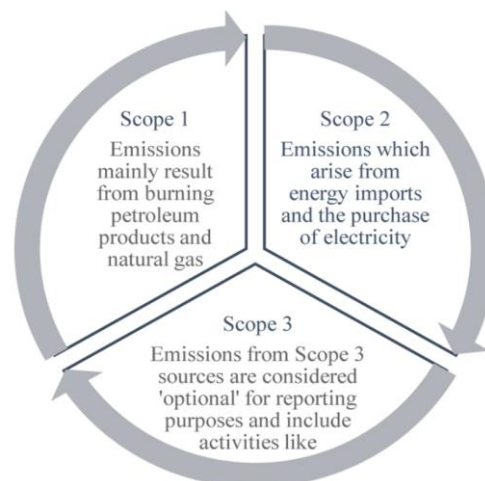 Scope 1
Emissions
mainly result
from burning
petroleum
products and
natural gas
Scope 2
Emissions which
arise from
energy imports
and the purchase
of electricity
Scope 3
Emissions from Scope 3
sources are considered
'optional' for reporting
purposes and include
activities like